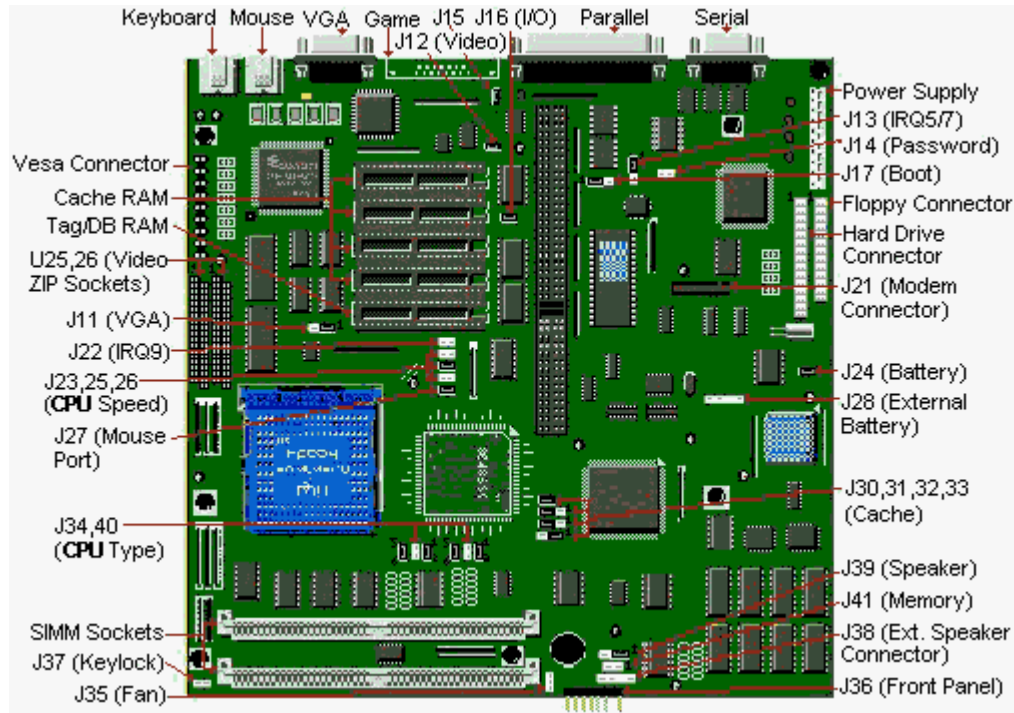 Keyboard
Mouse
VGA
Game
J15
J16 (I/O)
Parallel
Serial
J12 (Video)
Power Supply
J13 (IRQ5/7)
J14 (Password)
J17 (Boot)
Floppy Connector
Hard Drive
Connector
J21 (Modem
Connector)
J24 (Battery)
J28 (External
Battery)
J30,31,32,33
(Cache)
J39 (Speaker)
J41 (Memory)
J38 (Ext. Speaker
Connector)
J36 (Front Panel)
Vesa Connector
Cache RAM
Tag/DB RAM
U25,26 (Video
ZIP Sockets)
J11 (VGA)
J22 (IRQ9)
J23,25,26
(CPU Speed)
J27 (Mouse
Port)
J34,40
(CPU Type)
SIMM Sockets
J37 (Keylock)
J35 (Fan)